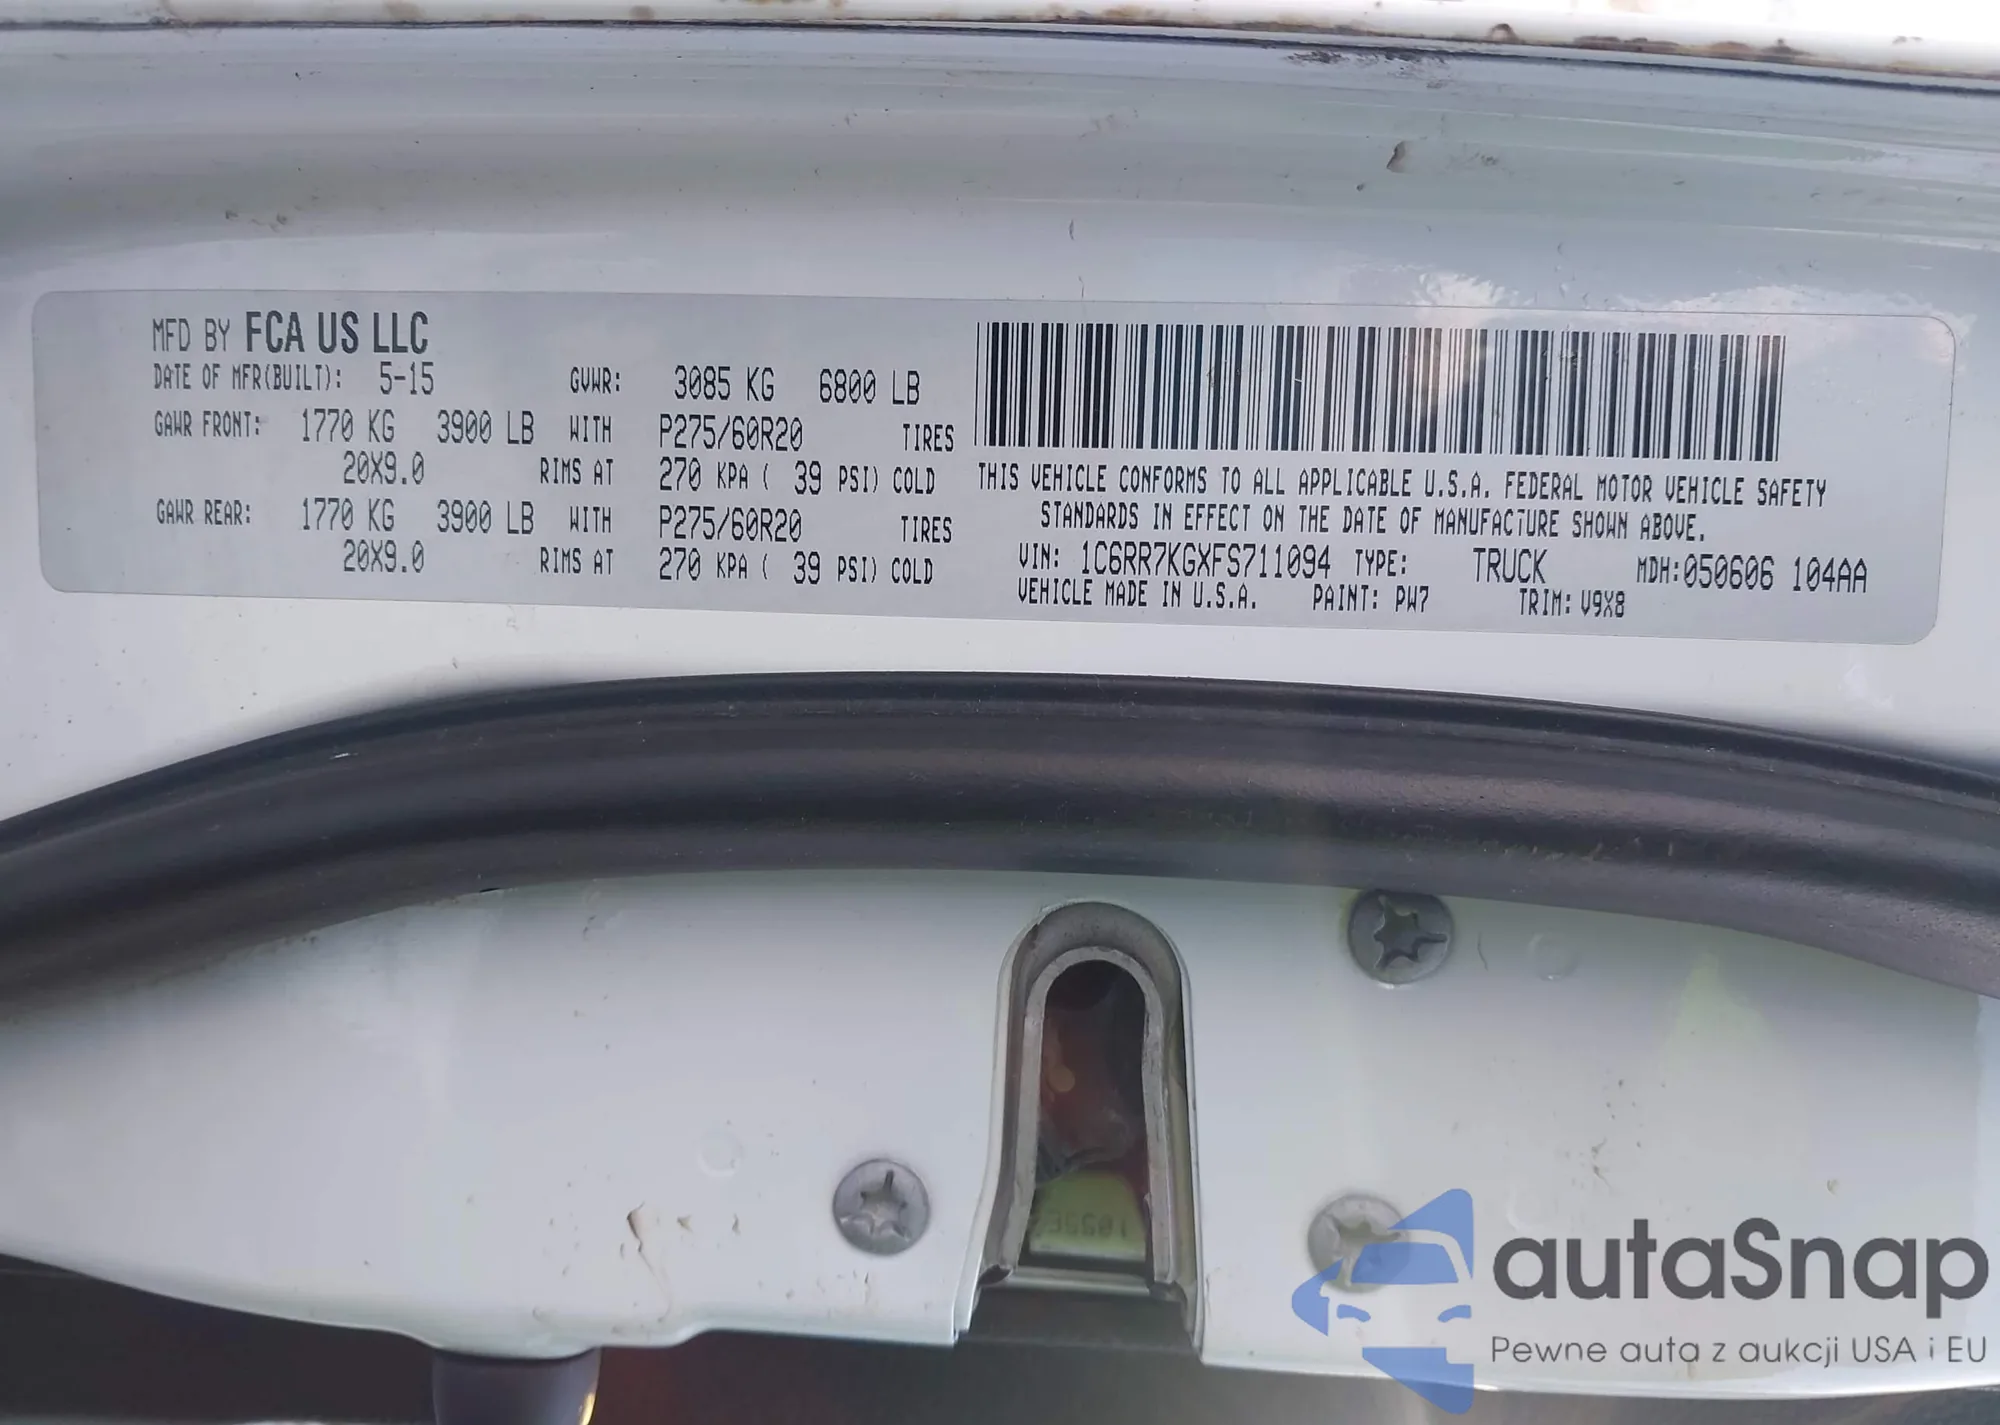 MFD BY FCA US LLC
DATE OF MFR(BUILT): 5-15 GVWR: 3085 KG 6800 LB
GAWR FRONT: 1770 KG 3900 LB WITH P275/60R20 TIRES
20X9.0 RIMS AT 270 KPA ( 39 PSI) COLD
GAWR REAR: 1770 KG 3900 LB WITH P275/60R20 TIRES
20X9.0 RIMS AT 270 KPA ( 39 PSI) COLD
THIS VEHICLE CONFORMS TO ALL APPLICABLE U.S.A. FEDERAL MOTOR VEHICLE SAFETY
STANDARDS IN EFFECT ON THE DATE OF MANUFACTURE SHOWN ABOVE.
VIN: 1C6RR7KGXFS711094 TYPE: TRUCK MDH:050606 104AA
VEHICLE MADE IN U.S.A. PAINT: PW7 TRIM: V9X8
autaSnap
Pewne auta z aukcji USA i EU